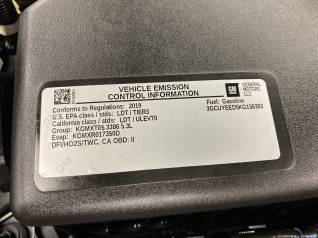 VEHICLE EMISSION
CONTROL INFORMATION
GM
GENERAL
MOTORS
LLC
Conforms to Regulations: 2019
U.S. EPA class / stds: LDT / TIER3
California class / stds: LDT / ULEV70
Group: KGMXT05.3386 5.3L
Evap: KGMXR0173500
DFI/HO2S/TWC, CA OBD: II
Fuel: Gasoline
3GCUYEED5KG158383